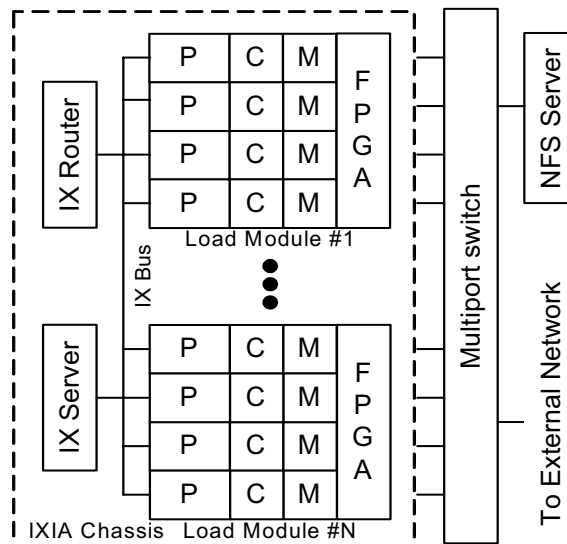 IX Router
P C M
P C M
P C M
P C M
F
P
G
A
Load Module #1
IX Bus
IX Server
P C M
P C M
P C M
P C M
F
P
G
A
IXIA Chassis Load Module #N
Multiport switch
NFS Server
To External Network